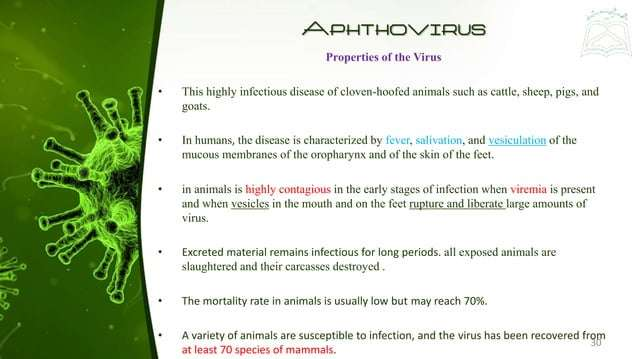 APHTHOVIRUS
Properties of the Virus
• This highly infectious disease of cloven-hoofed animals such as cattle, sheep, pigs, and
goats.
• In humans, the disease is characterized by fever, salivation, and vesiculation of the
mucous membranes of the oropharynx and of the skin of the feet.
• in animals is highly contagious in the early stages of infection when viremia is present
and when vesicles in the mouth and on the feet rupture and liberate large amounts of
virus.
• Excreted material remains infectious for long periods. all exposed animals are
slaughtered and their carcasses destroyed .
• The mortality rate in animals is usually low but may reach 70%.
• A variety of animals are susceptible to infection, and the virus has been recovered from
at least 70 species of mammals.
30